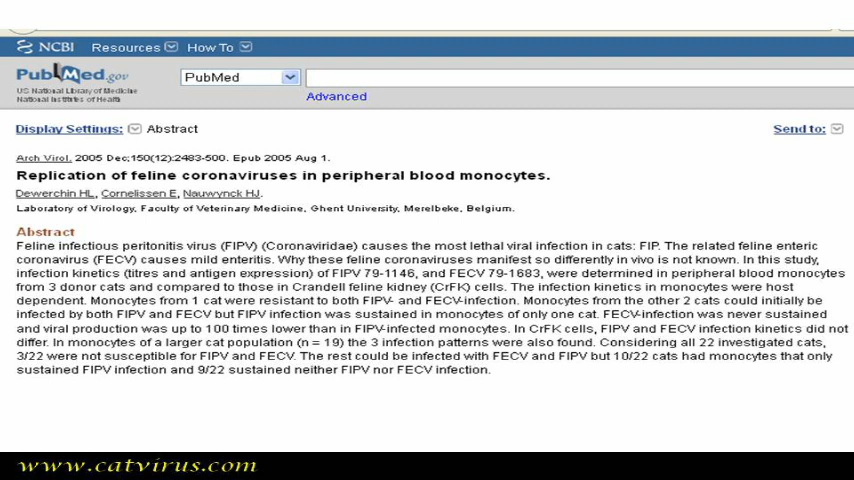 NCBI Resources How To
PubMed.gov PubMed
US National Library of Medicine
National Institutes of Health
Advanced
Display Settings: Abstract Send to:
Arch Virol. 2005 Dec;150(12):2483-500. Epub 2005 Aug 1.
Replication of feline coronaviruses in peripheral blood monocytes.
Dewerchin HL, Cornelissen E, Nauwynck HJ.
Laboratory of Virology, Faculty of Veterinary Medicine, Ghent University, Merelbeke, Belgium.
Abstract
Feline infectious peritonitis virus (FIPV) (Coronaviridae) causes the most lethal viral infection in cats: FIP. The related feline enteric
coronavirus (FECV) causes mild enteritis. Why these feline coronaviruses manifest so differently in vivo is not known. In this study,
infection kinetics (titres and antigen expression) of FIPV 79-1146, and FECV 79-1683, were determined in peripheral blood monocytes
from 3 donor cats and compared to those in Crandell feline kidney (CrFK) cells. The infection kinetics in monocytes were host
dependent. Monocytes from 1 cat were resistant to both FIPV- and FECV-infection. Monocytes from the other 2 cats could initially be
infected by both FIPV and FECV but FIPV infection was sustained in monocytes of only one cat. FECV-infection was never sustained
and viral production was up to 100 times lower than in FIPV-infected monocytes. In CrFK cells, FIPV and FECV infection kinetics did not
differ. In monocytes of a larger cat population (n = 19) the 3 infection patterns were also found. Considering all 22 investigated cats,
3/22 were not susceptible for FIPV and FECV. The rest could be infected with FECV and FIPV but 10/22 cats had monocytes that only
sustained FIPV infection and 9/22 sustained neither FIPV nor FECV infection.
www.catvirus.com